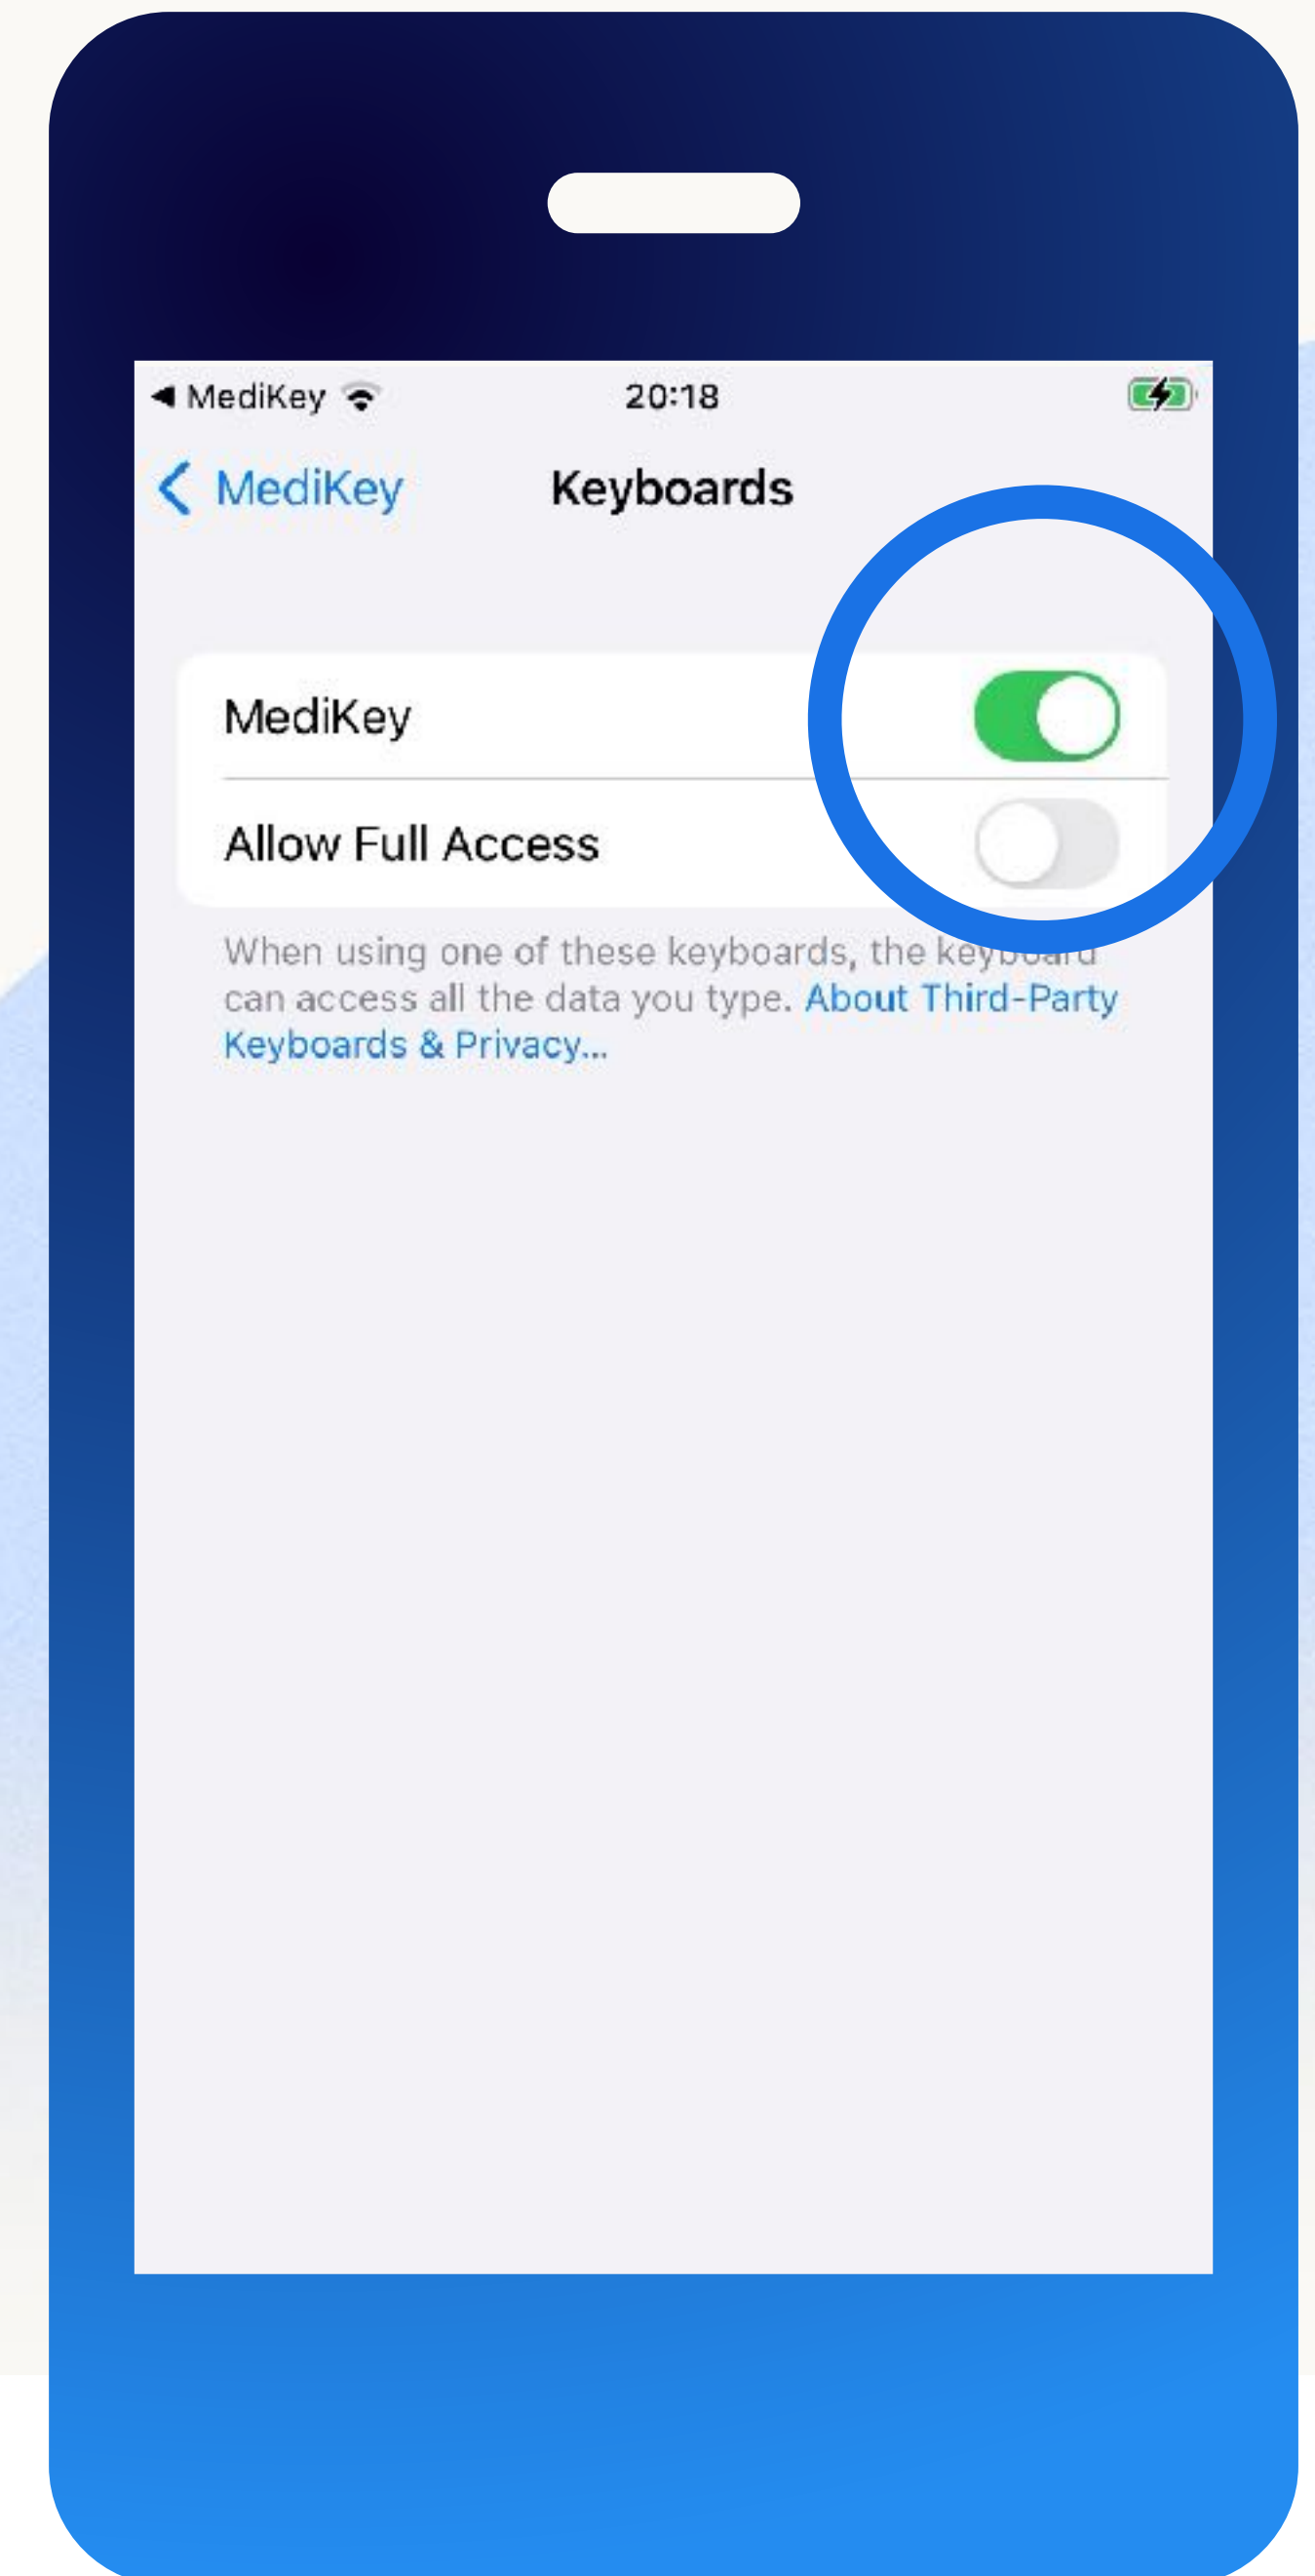 MediKey
20:18
MediKey
Keyboards
MediKey
Allow Full Access
When using one of these keyboards, the keyboard
can access all the data you type. About Third-Party
Keyboards & Privacy...